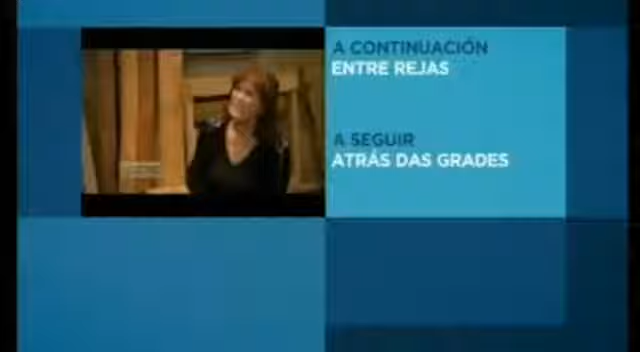 A CONTINUACIÓN
ENTRE REJAS
A SEGUIR
ATRÁS DAS GRADES